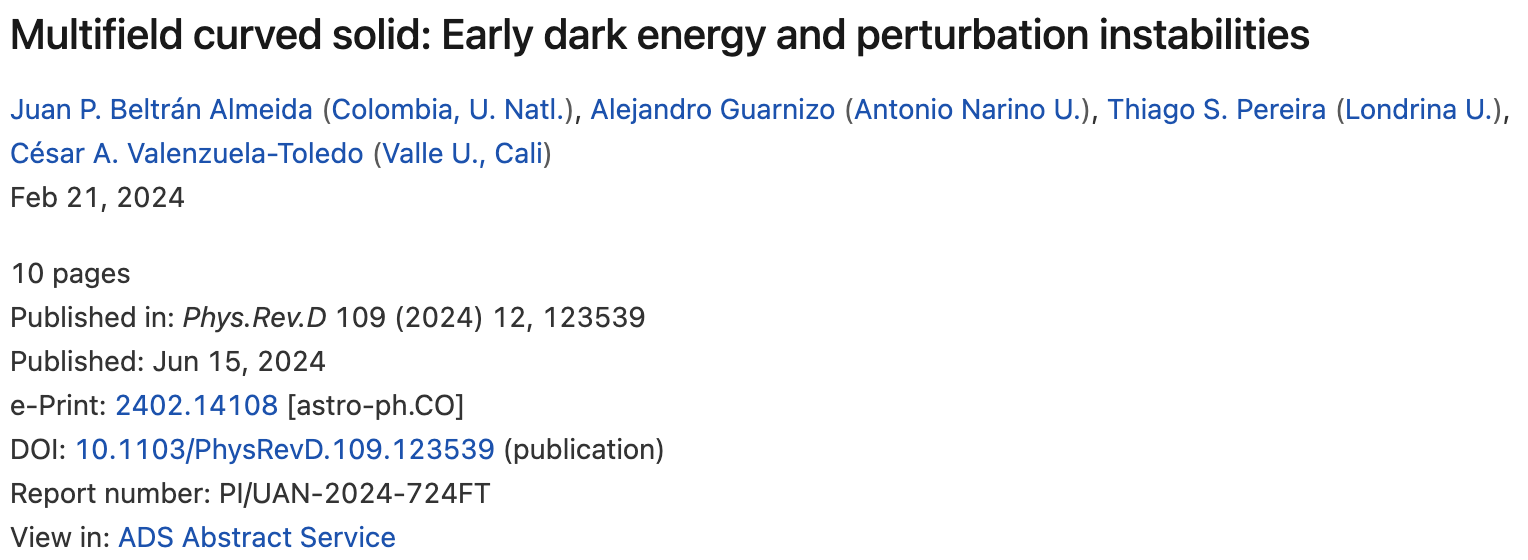 Multifield curved solid: Early dark energy and perturbation instabilities
Juan P. Beltrán Almeida (Colombia, U. Natl.), Alejandro Guarnizo (Antonio Narino U.), Thiago S. Pereira (Londrina U.),
César A. Valenzuela-Toledo (Valle U., Cali)
Feb 21, 2024
10 pages
Published in: Phys.Rev.D 109 (2024) 12, 123539
Published: Jun 15, 2024
e-Print: 2402.14108 [astro-ph.CO]
DOI: 10.1103/PhysRevD.109.123539 (publication)
Report number: PI/UAN-2024-724FT
View in: ADS Abstract Service